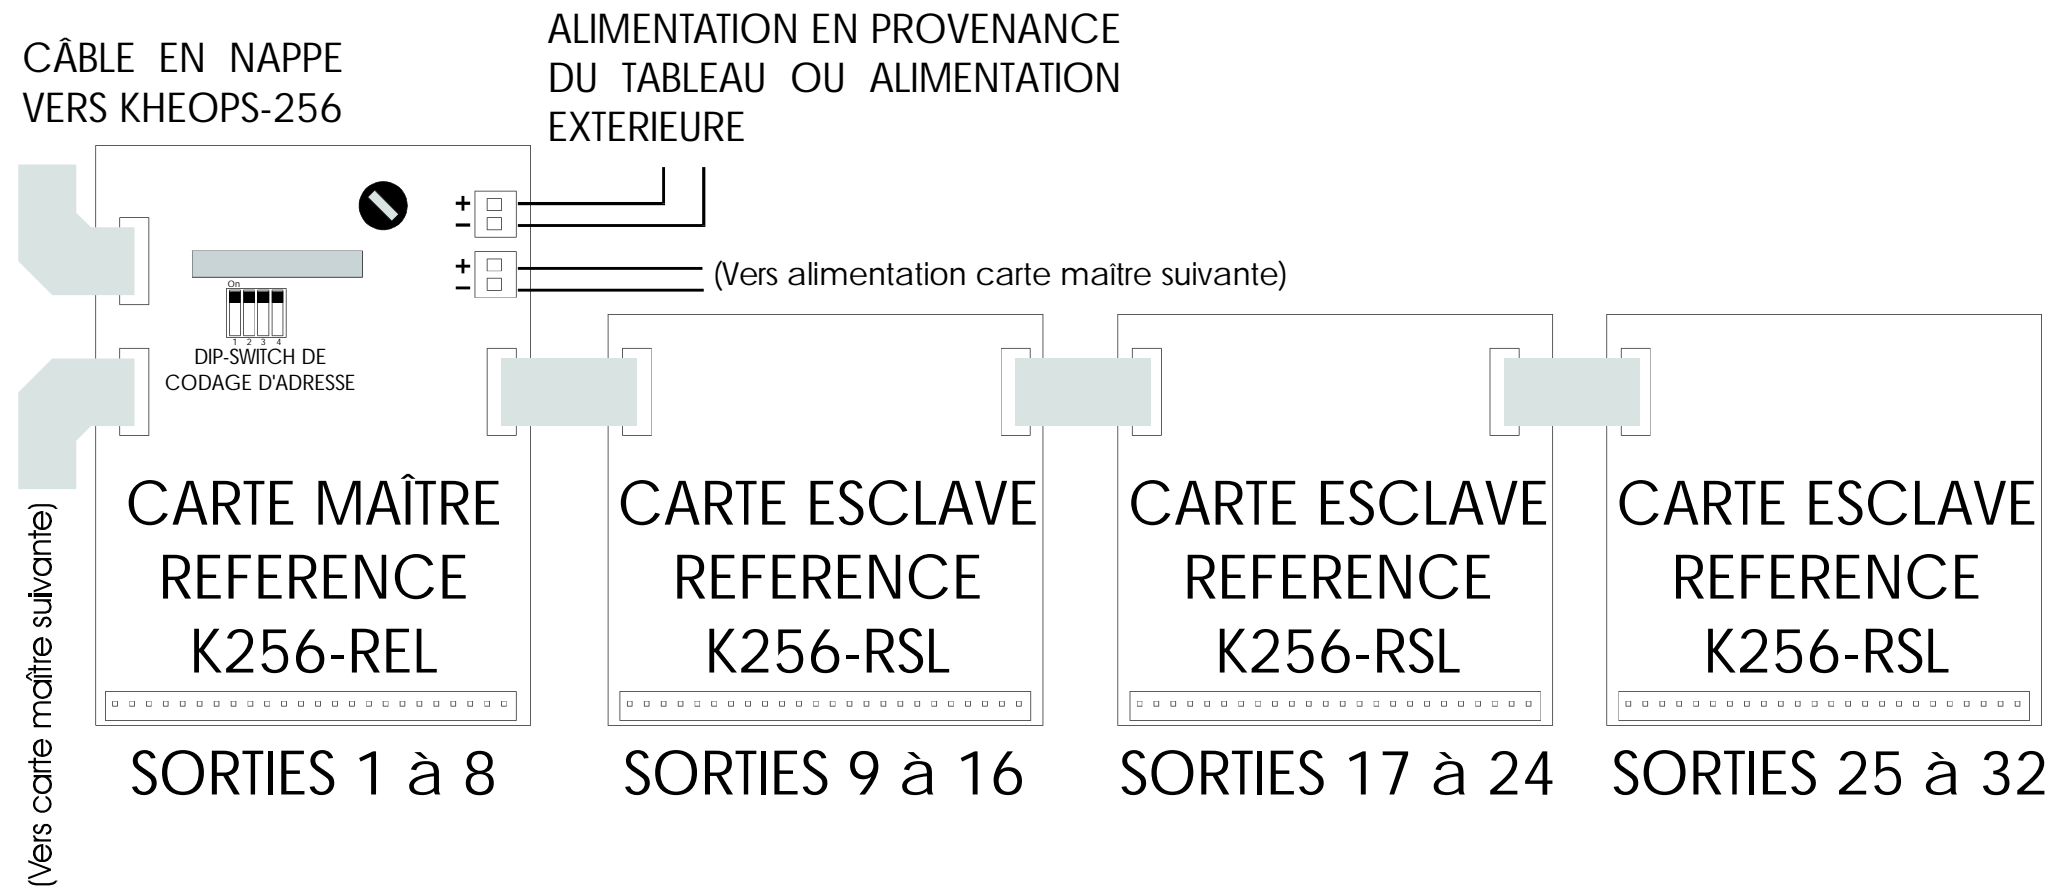 CÂBLE EN NAPPE
VERS KHEOPS-256
ALIMENTATION EN PROVENANCE
DU TABLEAU OU ALIMENTATION
EXTERIEURE
+
−
+
−
(Vers alimentation carte maître suivante)
On
1 2 3 4
DIP-SWITCH DE
CODAGE D'ADRESSE
(Vers carte maître suivante)
CARTE MAÎTRE
REFERENCE
K256-REL
SORTIES 1 à 8
CARTE ESCLAVE
REFERENCE
K256-RSL
SORTIES 9 à 16
CARTE ESCLAVE
REFERENCE
K256-RSL
SORTIES 17 à 24
CARTE ESCLAVE
REFERENCE
K256-RSL
SORTIES 25 à 32